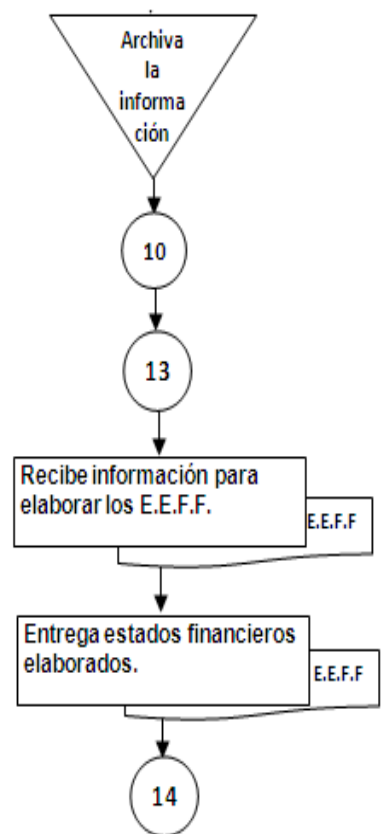 Archiva
la
informa
ción
10
13
Recibe información para
elaborar los E.E.F.F.
E.E.F.F
Entrega estados financieros
elaborados.
E.E.F.F
14